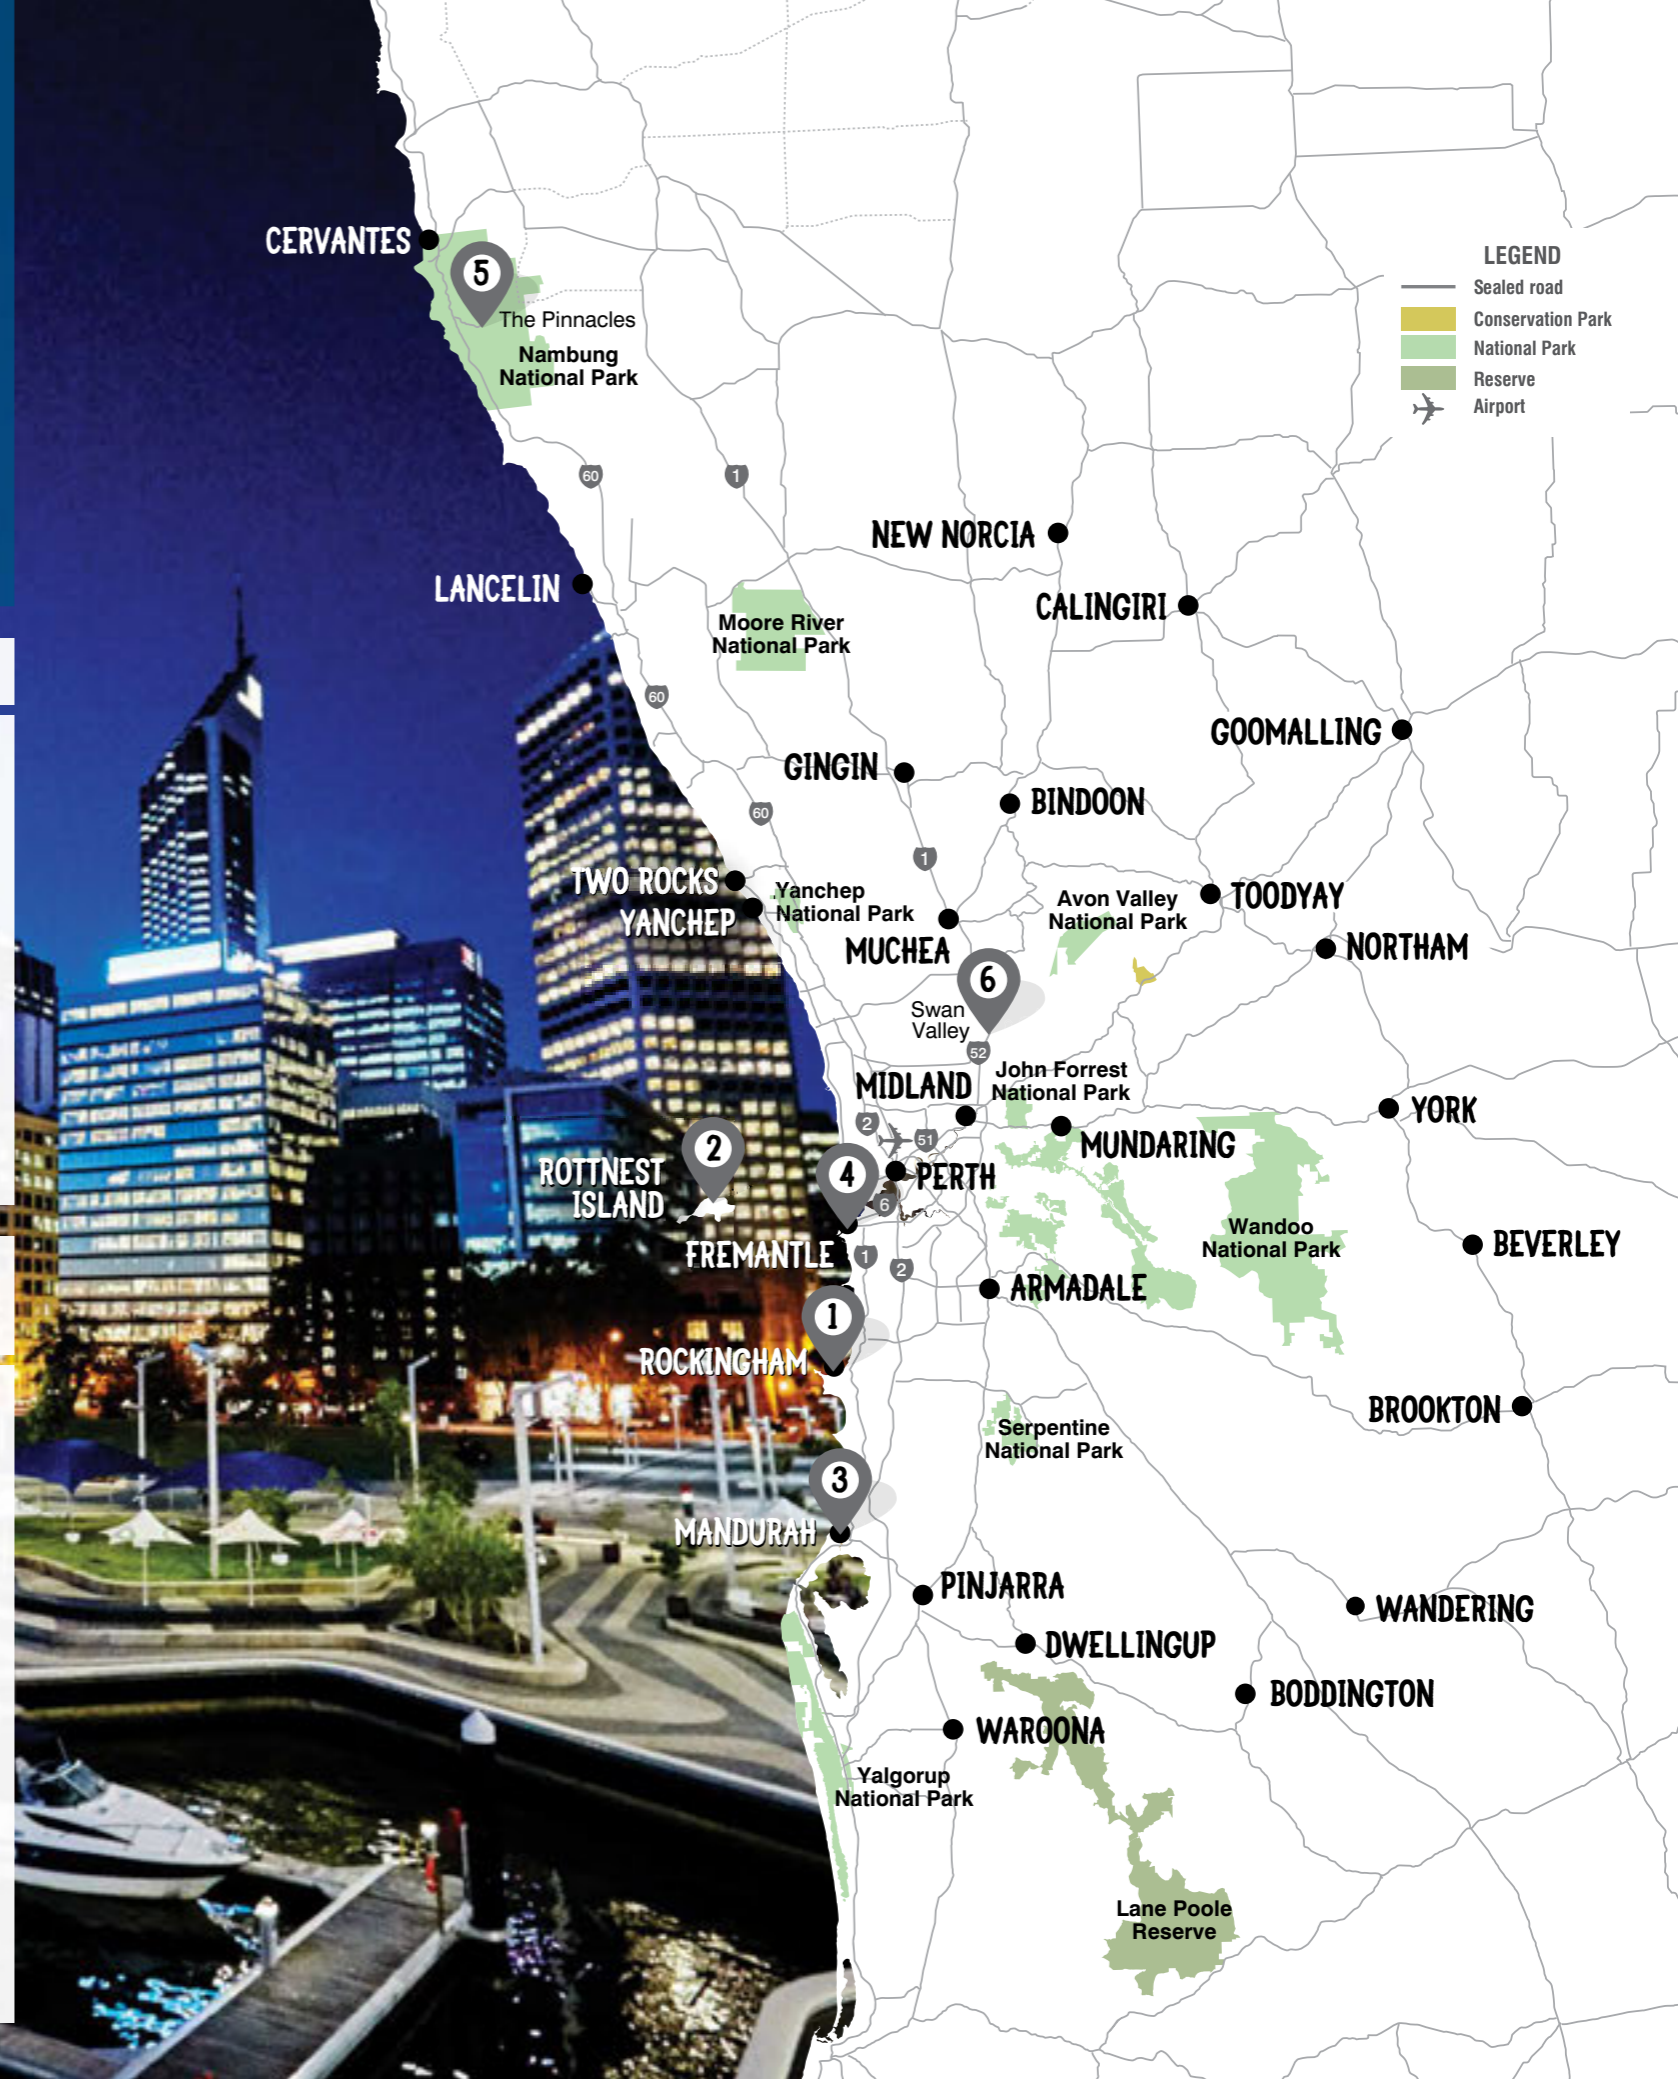 CERVANTES
5
The Pinnacles
Nambung
National Park
LEGEND
Sealed road
Conservation Park
National Park
Reserve
Airport
60
1
NEW NORCIA
LANCELIN
CALINGIRI
Moore River
National Park
60
GOOMALLING
GINGIN
BINDOON
60
1
TWO ROCKS
YANCHEP
Yanchep
National Park
MUCHEA
Avon Valley
National Park
TOODYAY
NORTHAM
6
Swan
Valley
52
MIDLAND
John Forrest
National Park
YORK
2
51
MUNDARING
2
ROTTNEST
ISLAND
4
PERTH
6
Wandoo
National Park
BEVERLEY
FREMANTLE
1
2
ARMADALE
1
ROCKINGHAM
BROOKTON
Serpentine
National Park
3
MANDURAH
PINJARRA
WANDERING
DWELLINGUP
BODDINGTON
WAROONA
Yalgorup
National Park
Lane Poole
Reserve